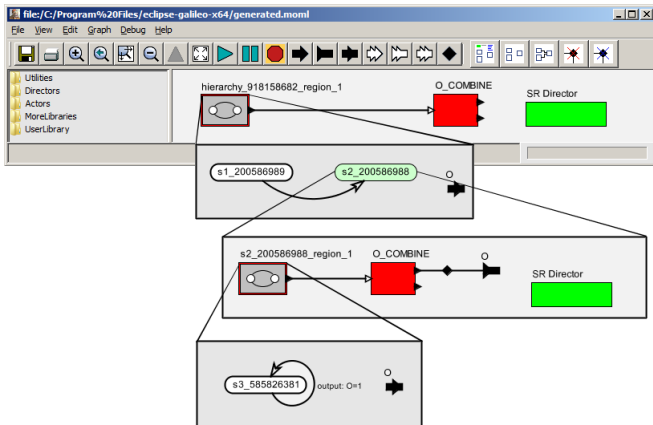 file:/C:/Program%20Files/eclipse-galileo-x64/generated.moml
File View Edit Graph Debug Help
Utilities
Directors
Actors
MoreLibraries
UserLibrary
hierarchy_918158682_region_1
O_COMBINE
SR Director
s1_200586989
s2_200586988
O
s2_200586988_region_1
O_COMBINE
O
SR Director
s3_585826381
output: O=1
O